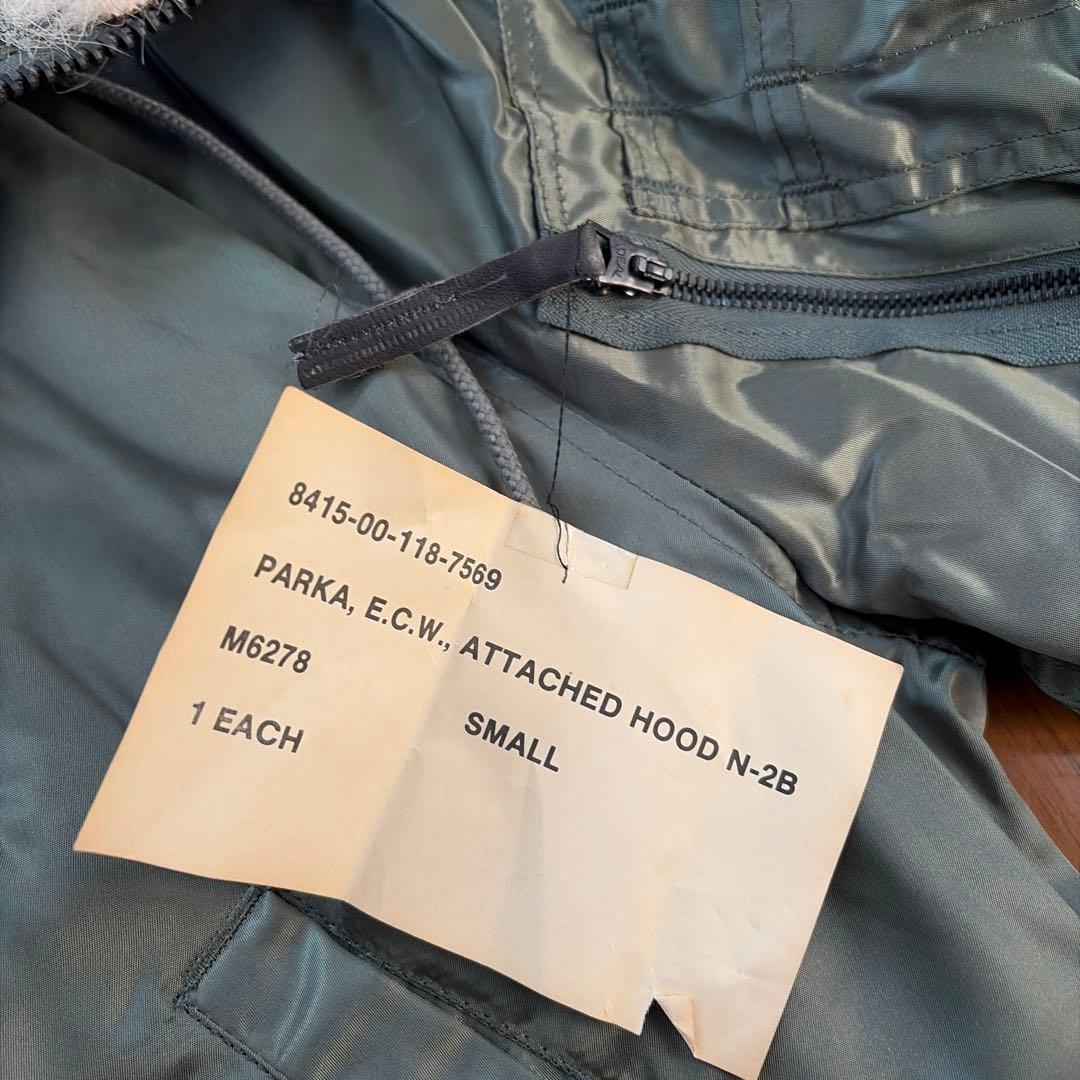 8415-00-118-7569
PARKA, E.C.W., ATTACHED HOOD N-2B
M6278
SMALL
1 EACH